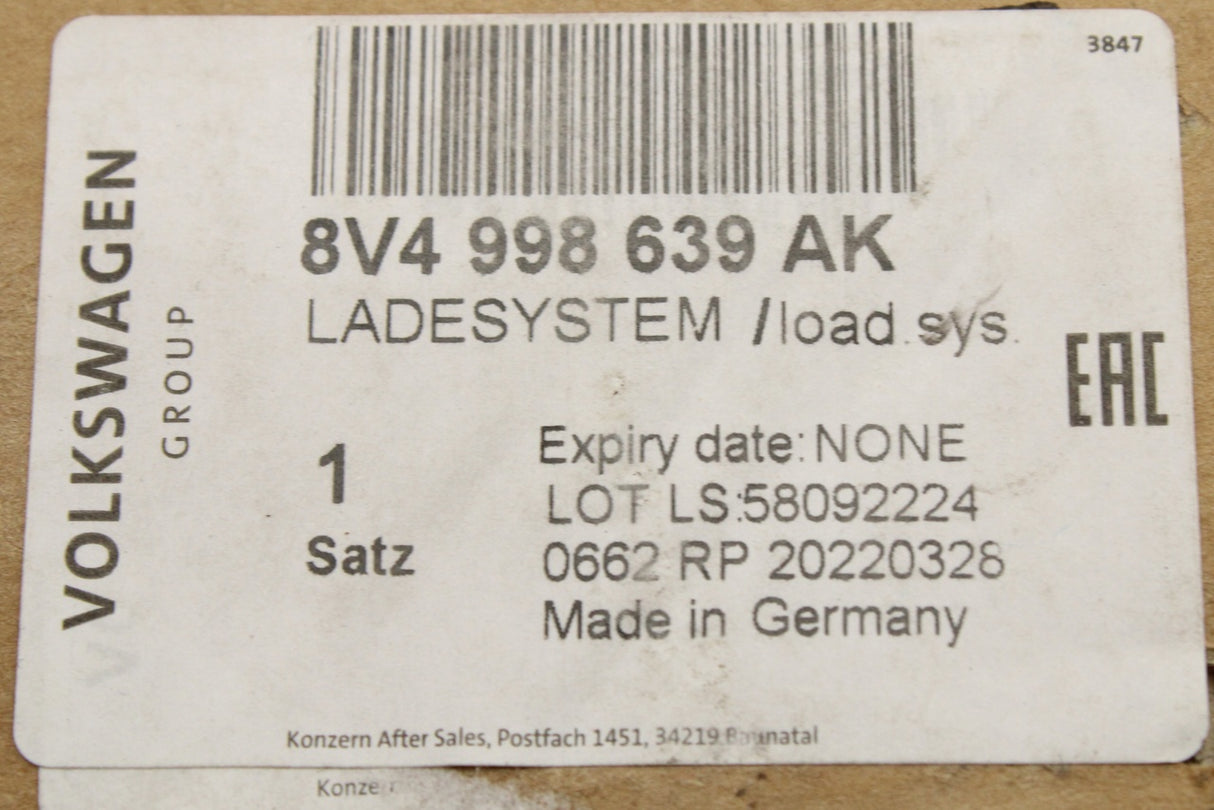 3847
VOLKSWAGEN
GROUP
8V4 998 639 AK
LADESYSTEM /load.sys.
EAC
1
Satz
Expiry date:NONE
LOT LS:58092224
0662 RP 20220328
Made in Germany
Konzern After Sales, Postfach 1451, 34219 Baunatal